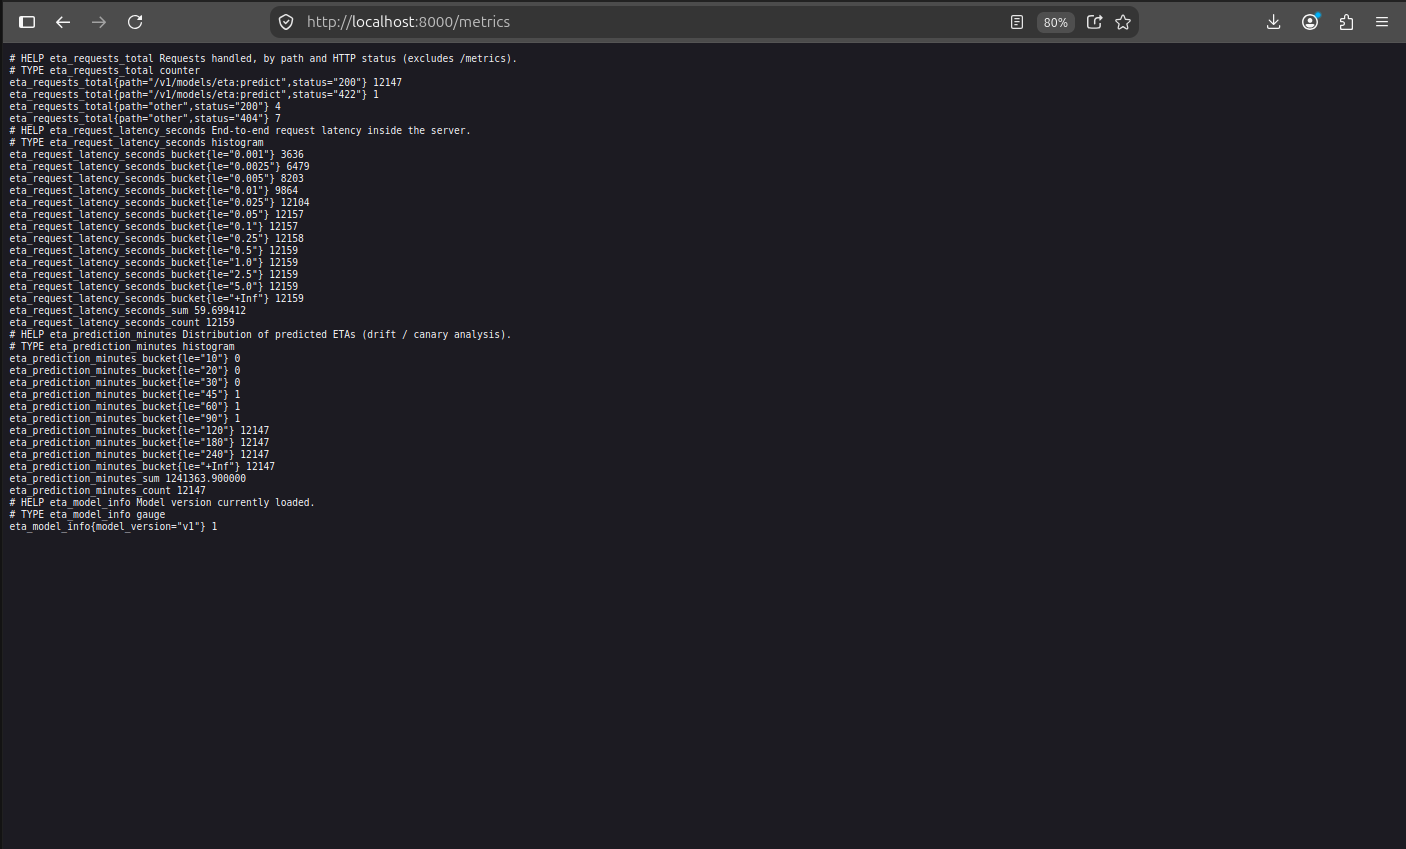 http://localhost:8000/metrics
80%
# HELP eta_requests_total Requests handled, by path and HTTP status (excludes /metrics).
# TYPE eta_requests_total counter
eta_requests_total{path="/v1/models/eta:predict",status="200"} 12147
eta_requests_total{path="/v1/models/eta:predict",status="422"} 1
eta_requests_total{path="other",status="200"} 4
eta_requests_total{path="other",status="404"} 7
# HELP eta_request_latency_seconds End-to-end request latency inside the server.
# TYPE eta_request_latency_seconds histogram
eta_request_latency_seconds_bucket{le="0.001"} 3636
eta_request_latency_seconds_bucket{le="0.0025"} 6479
eta_request_latency_seconds_bucket{le="0.005"} 8203
eta_request_latency_seconds_bucket{le="0.01"} 9864
eta_request_latency_seconds_bucket{le="0.025"} 12104
eta_request_latency_seconds_bucket{le="0.05"} 12157
eta_request_latency_seconds_bucket{le="0.1"} 12157
eta_request_latency_seconds_bucket{le="0.25"} 12158
eta_request_latency_seconds_bucket{le="0.5"} 12159
eta_request_latency_seconds_bucket{le="1.0"} 12159
eta_request_latency_seconds_bucket{le="2.5"} 12159
eta_request_latency_seconds_bucket{le="5.0"} 12159
eta_request_latency_seconds_bucket{le="+Inf"} 12159
eta_request_latency_seconds_sum 59.699412
eta_request_latency_seconds_count 12159
# HELP eta_prediction_minutes Distribution of predicted ETAs (drift / canary analysis).
# TYPE eta_prediction_minutes histogram
eta_prediction_minutes_bucket{le="10"} 0
eta_prediction_minutes_bucket{le="20"} 0
eta_prediction_minutes_bucket{le="30"} 0
eta_prediction_minutes_bucket{le="45"} 1
eta_prediction_minutes_bucket{le="60"} 1
eta_prediction_minutes_bucket{le="90"} 1
eta_prediction_minutes_bucket{le="120"} 12147
eta_prediction_minutes_bucket{le="180"} 12147
eta_prediction_minutes_bucket{le="240"} 12147
eta_prediction_minutes_bucket{le="+Inf"} 12147
eta_prediction_minutes_sum 1241363.900000
eta_prediction_minutes_count 12147
# HELP eta_model_info Model version currently loaded.
# TYPE eta_model_info gauge
eta_model_info{model_version="v1"} 1